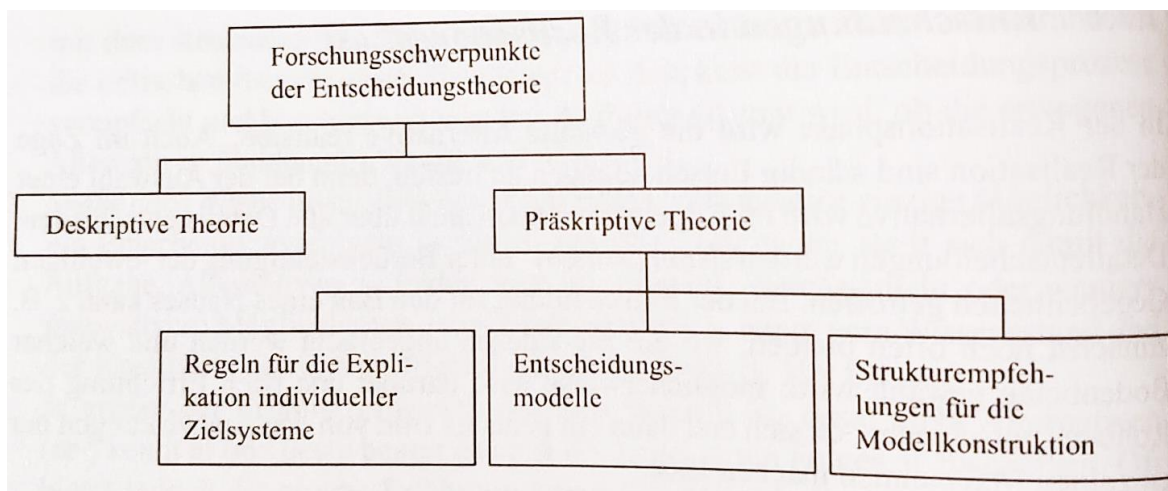 Forschungsschwerpunkte
der Entscheidungstheorie
Deskriptive Theorie
Präskriptive Theorie
Regeln für die Expli-
kation individueller
Zielsysteme
Entscheidungs-
modelle
Strukturempfeh-
lungen für die
Modellkonstruktion